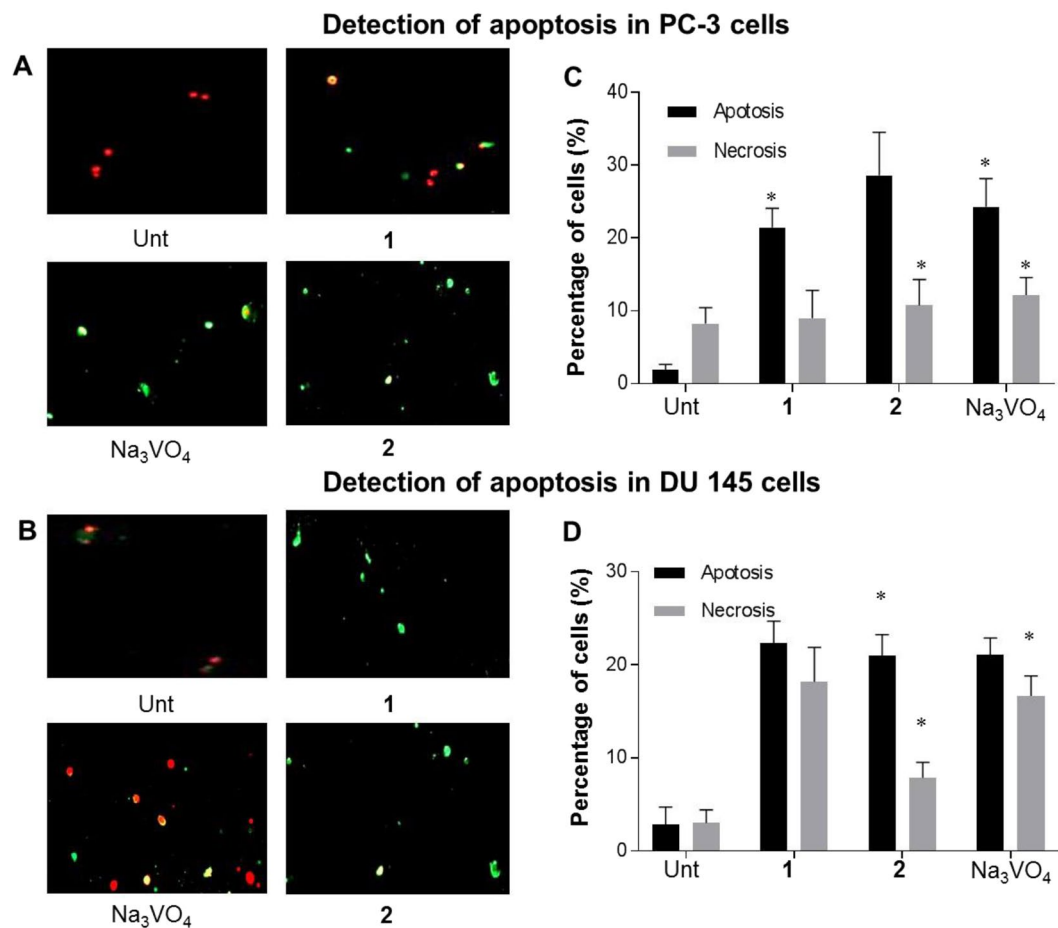 Detection of apoptosis in PC-3 cells
A
Unt
1
Na₃VO₄
2
C
Percentage of cells (%)
40
30
20
10
0
Apotosis
Necrosis
*
*
*
*
Unt
1
2
Na₃VO₄
Detection of apoptosis in DU 145 cells
B
Unt
1
Na₃VO₄
2
D
Percentage of cells (%)
30
20
10
0
Apotosis
Necrosis
*
*
*
Unt
1
2
Na₃VO₄